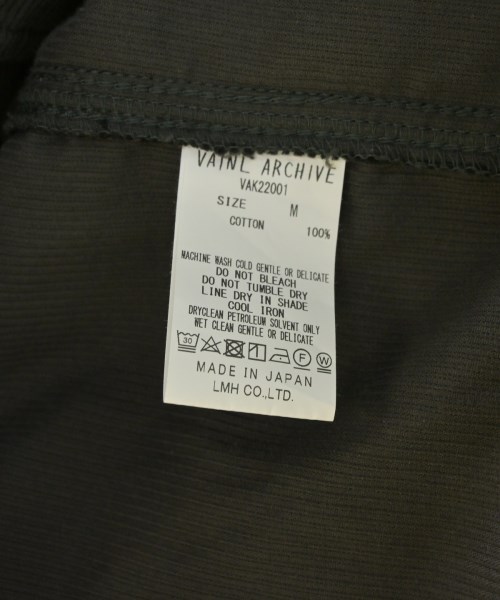 VAINL ARCHIVE
VAK22001
SIZE M
COTTON 100%
MACHINE WASH COLD GENTLE OR DELICATE
DO NOT BLEACH
DO NOT TUMBLE DRY
LINE DRY IN SHADE
COOL IRON
DRYCLEAN PETROLEUM SOLVENT ONLY
WET CLEAN GENTLE OR DELICATE
30 F W
MADE IN JAPAN
LMH CO.,LTD.